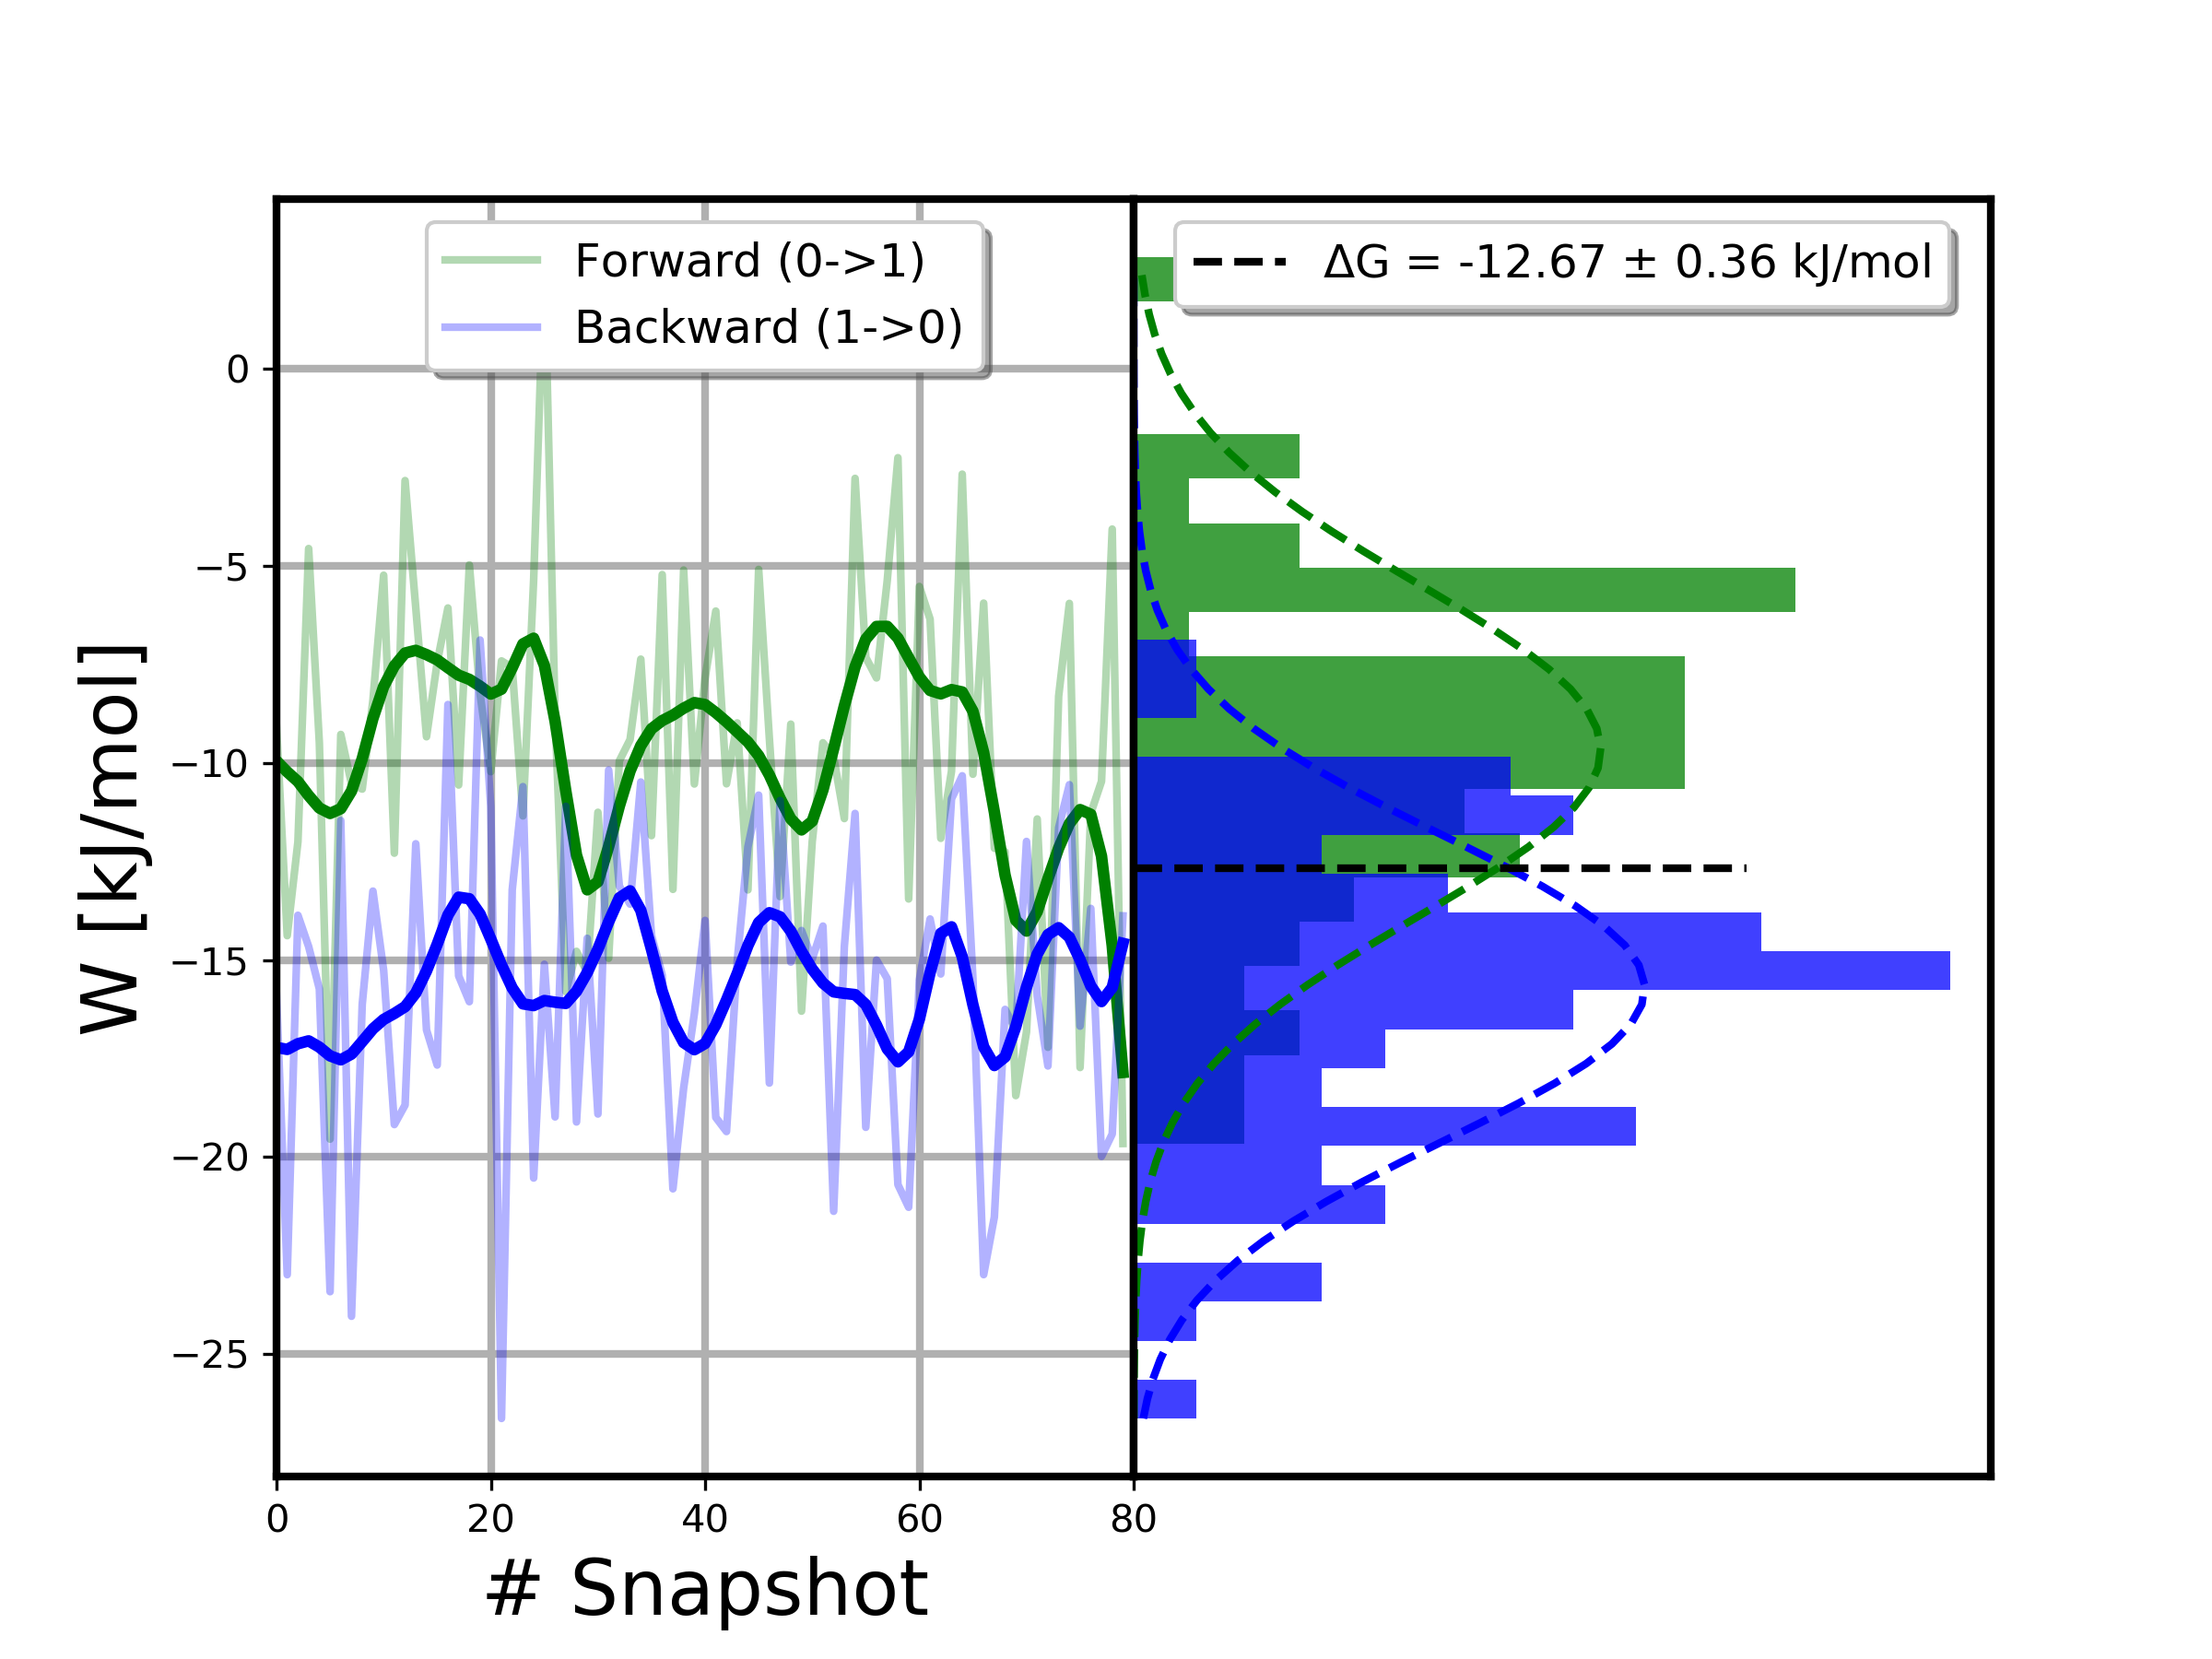 Forward (0->1)
Backward (1->0)
ΔG = -12.67 ± 0.36 kJ/mol
W [kJ/mol]
0
−5
−10
−15
−20
−25
0
20
40
60
80
# Snapshot